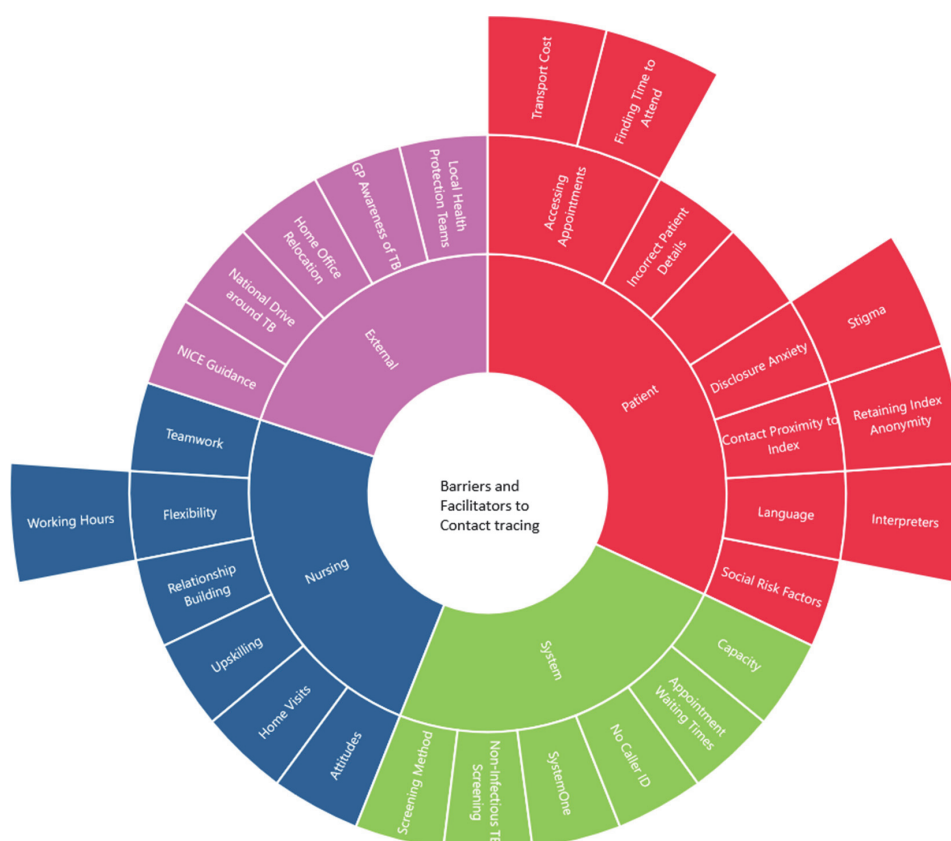 Barriers and
Facilitators to
Contact tracing
Patient
Accessing
Appointments
Transport Cost
Finding Time to
Attend
Incorrect Patient
Details
Disclosure Anxiety
Stigma
Contact Proximity to
Index
Retaining Index
Anonymity
Language
Interpreters
Social Risk Factors
System
Capacity
Appointment
Waiting Times
No Caller ID
SystemOne
Non-Infectious TB
Screening
Screening Method
Nursing
Attitudes
Home Visits
Upskilling
Relationship
Building
Flexibility
Working Hours
Teamwork
External
NICE Guidance
National Drive
around TB
Home Office
Relocation
GP Awareness of TB
Local Health
Protection Teams